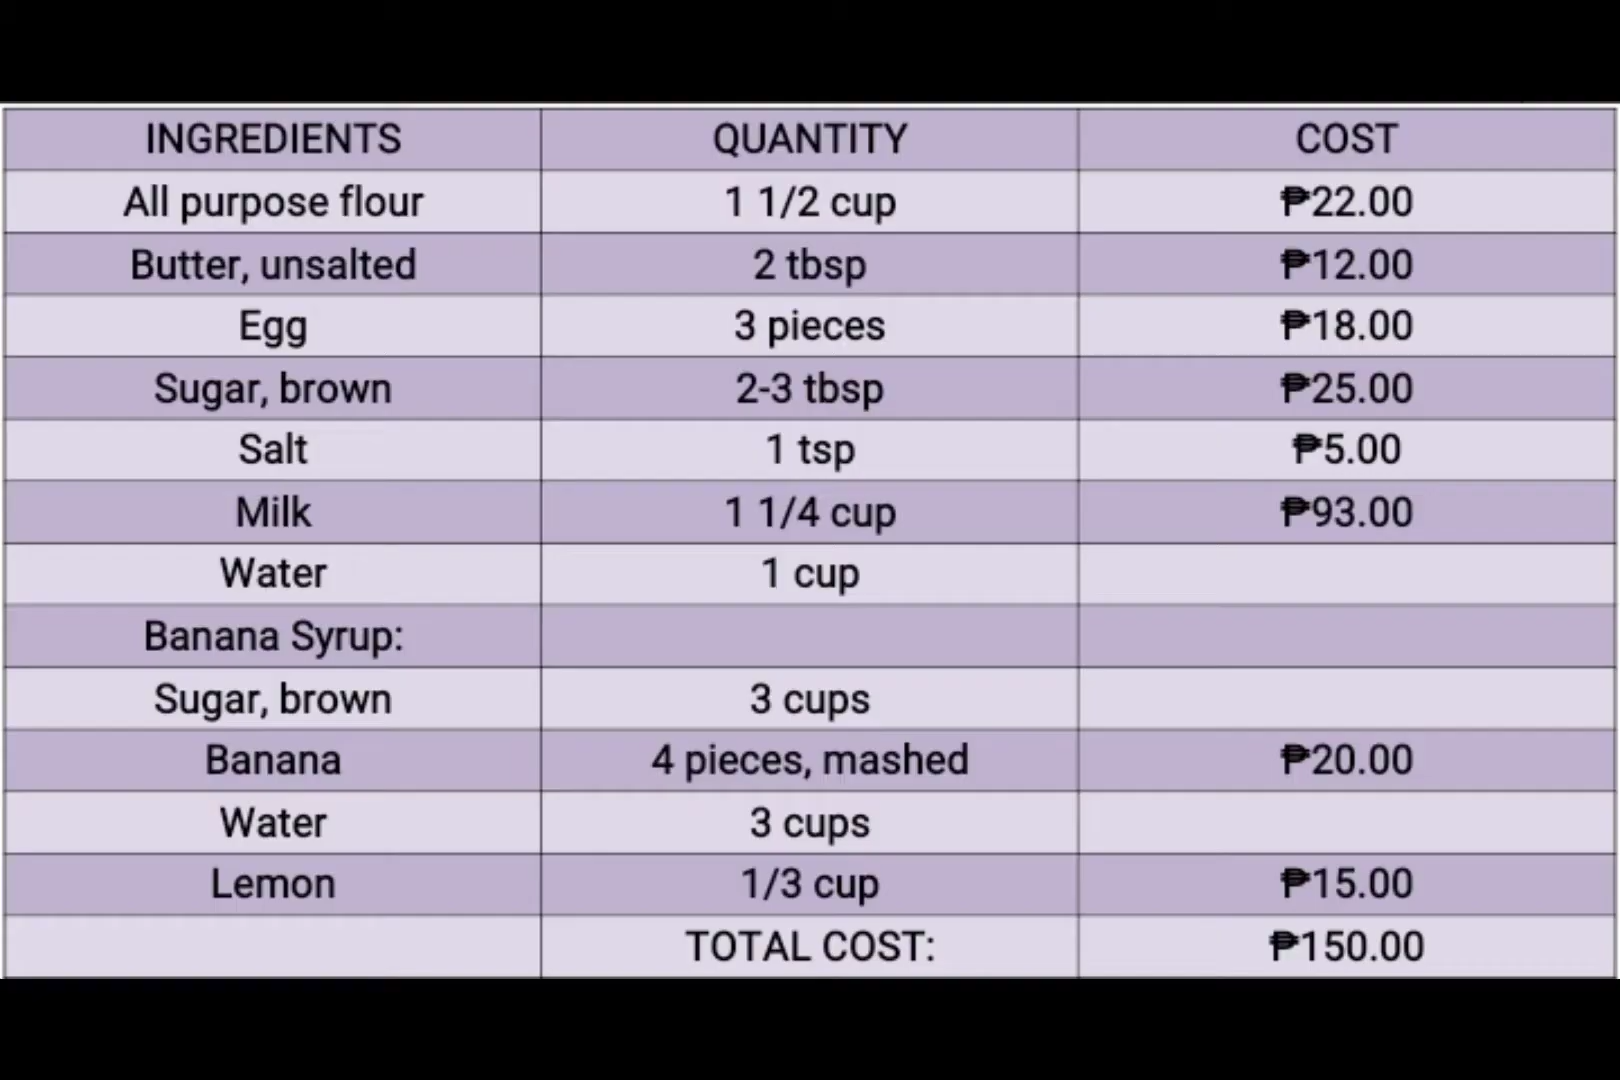 INGREDIENTS QUANTITY COST
All purpose flour 1 1/2 cup ₱22.00
Butter, unsalted 2 tbsp ₱12.00
Egg 3 pieces ₱18.00
Sugar, brown 2-3 tbsp ₱25.00
Salt 1 tsp ₱5.00
Milk 1 1/4 cup ₱93.00
Water 1 cup
Banana Syrup:
Sugar, brown 3 cups
Banana 4 pieces, mashed ₱20.00
Water 3 cups
Lemon 1/3 cup ₱15.00
TOTAL COST: ₱150.00